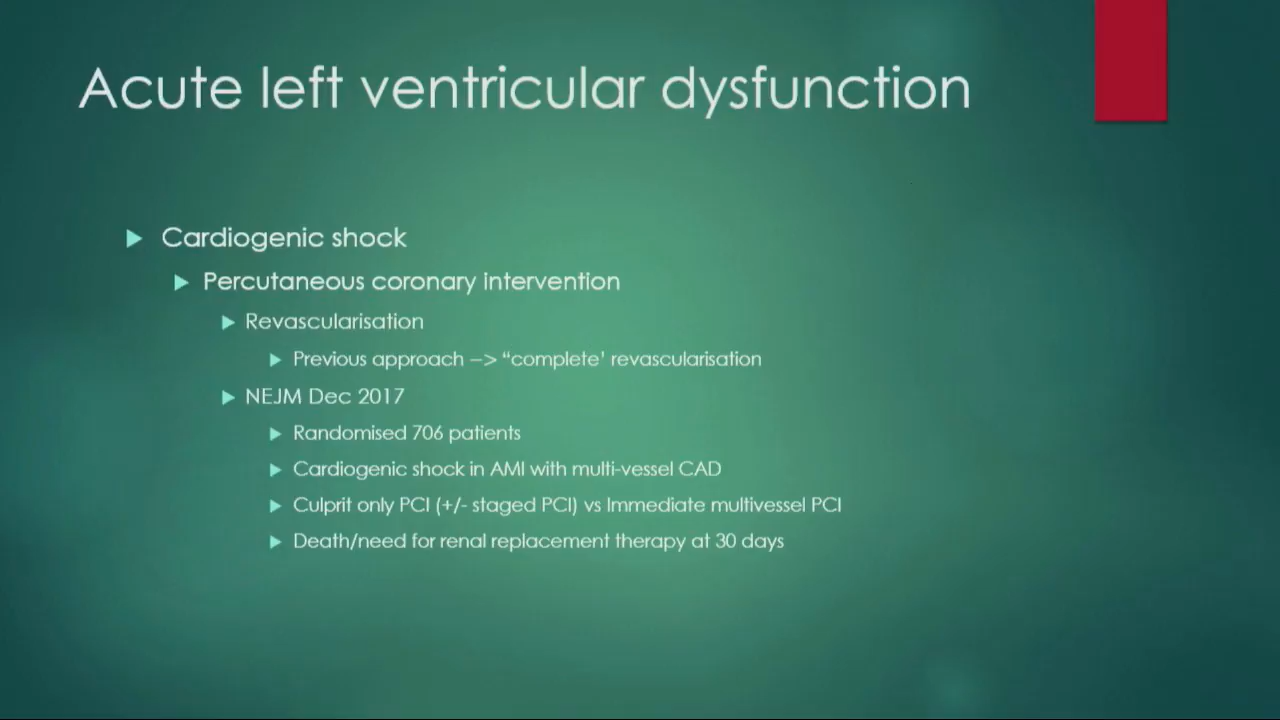 Acute left ventricular dysfunction
Cardiogenic shock
Percutaneous coronary intervention
Revascularisation
Previous approach –> “complete’ revascularisation
NEJM Dec 2017
Randomised 706 patients
Cardiogenic shock in AMI with multi-vessel CAD
Culprit only PCI (+/- staged PCI) vs Immediate multivessel PCI
Death/need for renal replacement therapy at 30 days